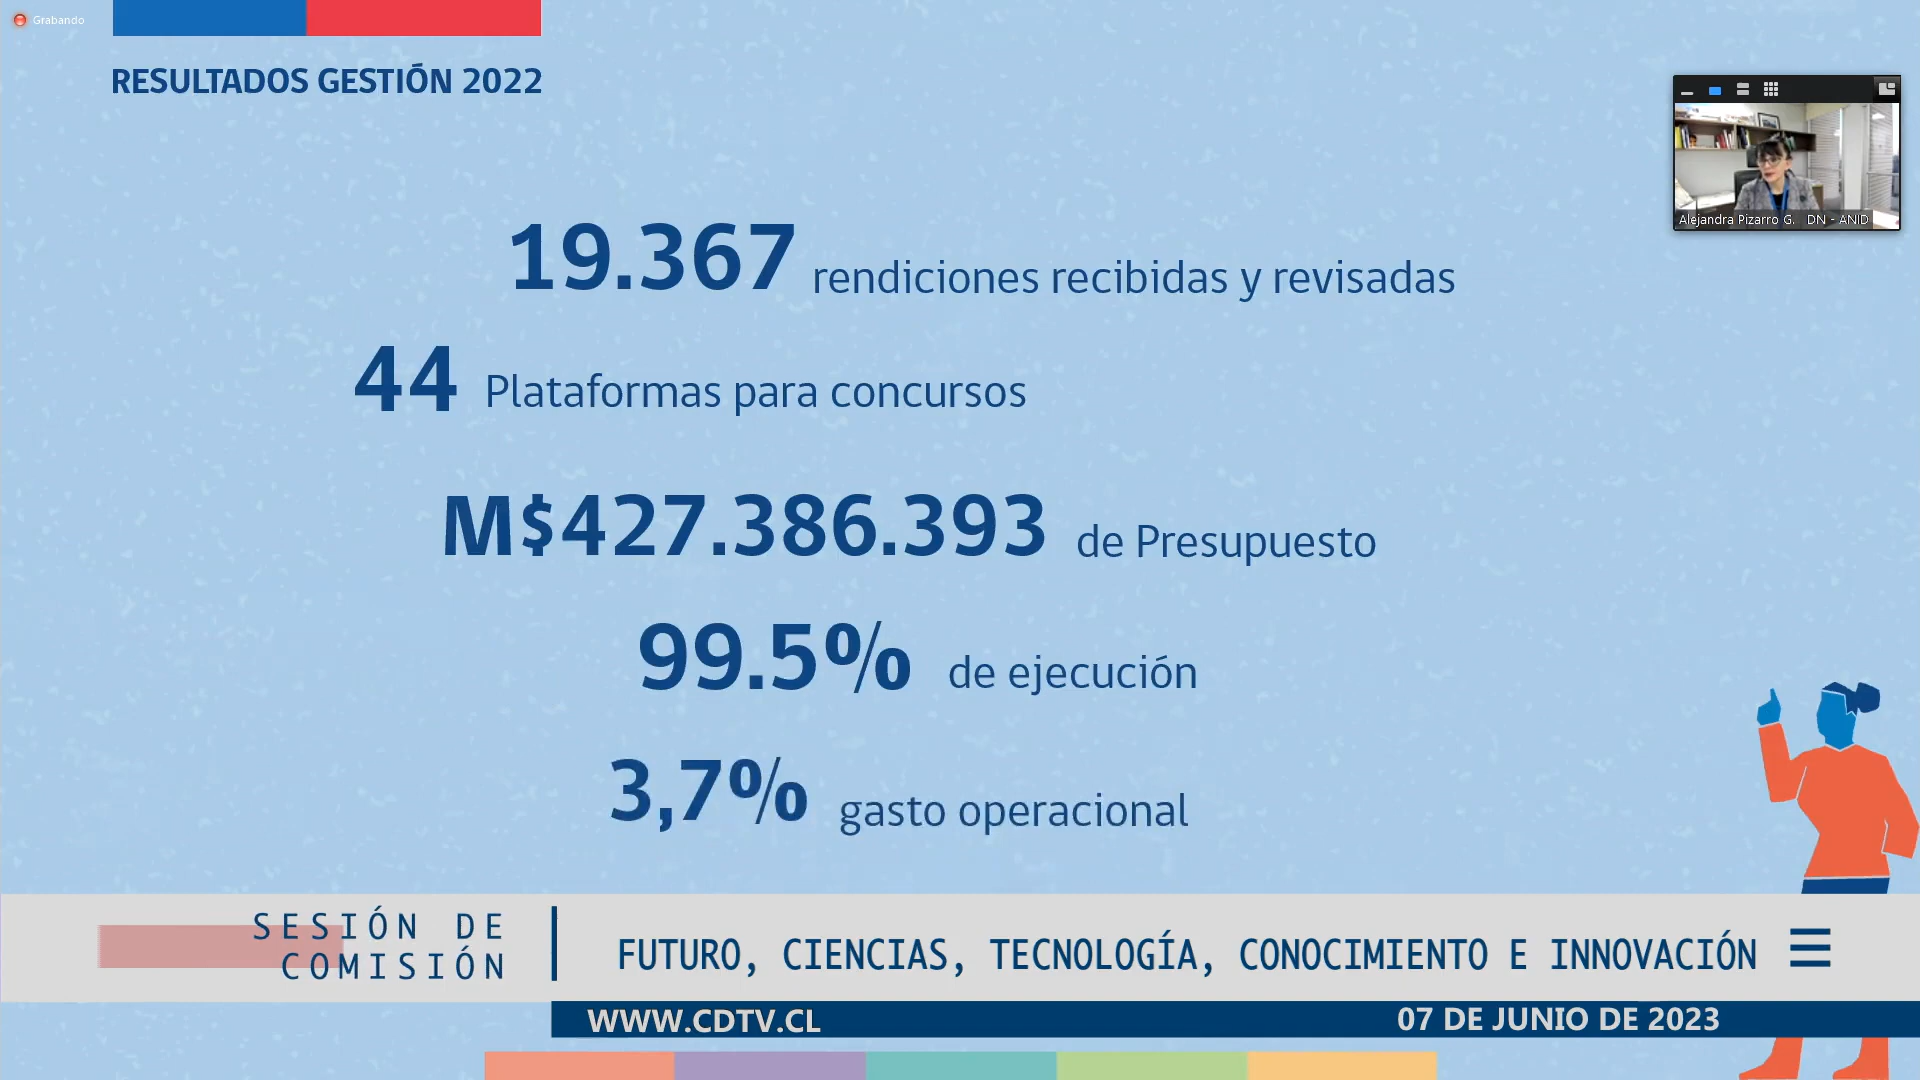 Grabando
RESULTADOS GESTIÓN 2022
Alejandra Pizarro G. DN - ANID
19.367 rendiciones recibidas y revisadas
44 Plataformas para concursos
M$427.386.393 de Presupuesto
99.5% de ejecución
3,7% gasto operacional
SESIÓN DE
COMISIÓN
FUTURO, CIENCIAS, TECNOLOGÍA, CONOCIMIENTO E INNOVACIÓN
WWW.CDTV.CL
07 DE JUNIO DE 2023